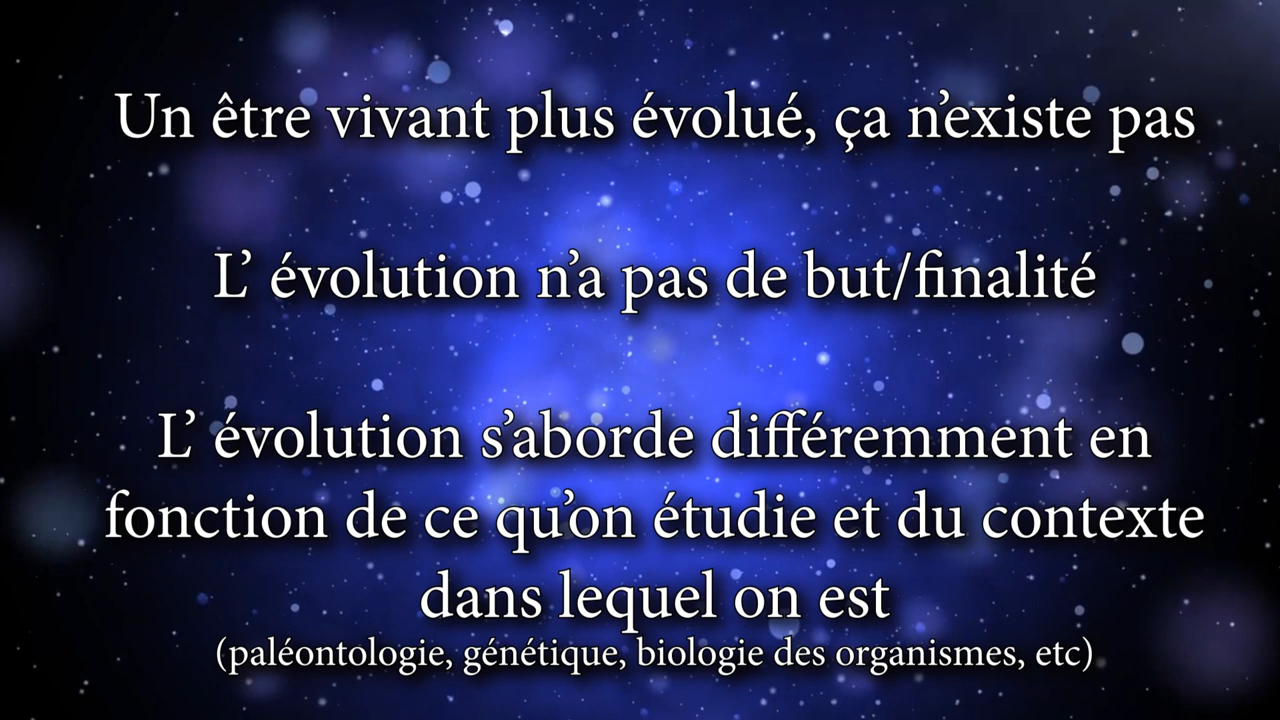 Un être vivant plus évolué, ça n'existe pas
L' évolution n'a pas de but/finalité
L' évolution s'aborde différemment en
fonction de ce qu'on étudie et du contexte
dans lequel on est
(paléontologie, génétique, biologie des organismes, etc)